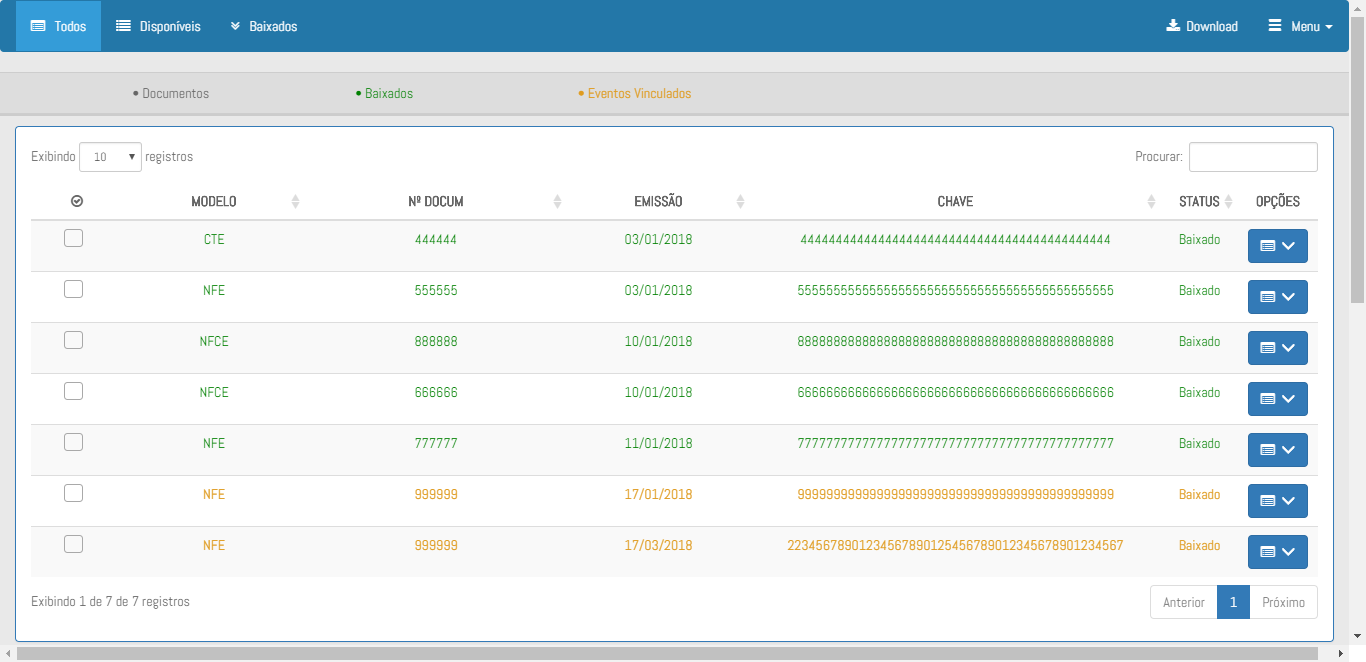 Todos Disponíveis Baixados Download Menu
• Documentos • Baixados • Eventos Vinculados
Exibindo 10 registros Procurar:
MODELO Nº DOCUM EMISSÃO CHAVE STATUS OPÇÕES
CTE 444444 03/01/2018 44444444444444444444444444444444444444444444 Baixado
NFE 555555 03/01/2018 55555555555555555555555555555555555555555555 Baixado
NFCE 888888 10/01/2018 88888888888888888888888888888888888888888888 Baixado
NFCE 666666 10/01/2018 66666666666666666666666666666666666666666666 Baixado
NFE 777777 11/01/2018 77777777777777777777777777777777777777777777 Baixado
NFE 999999 17/01/2018 99999999999999999999999999999999999999999999 Baixado
NFE 999999 17/03/2018 22345678901234567890125456789012345678901234567 Baixado
Exibindo 1 de 7 de 7 registros Anterior 1 Próximo